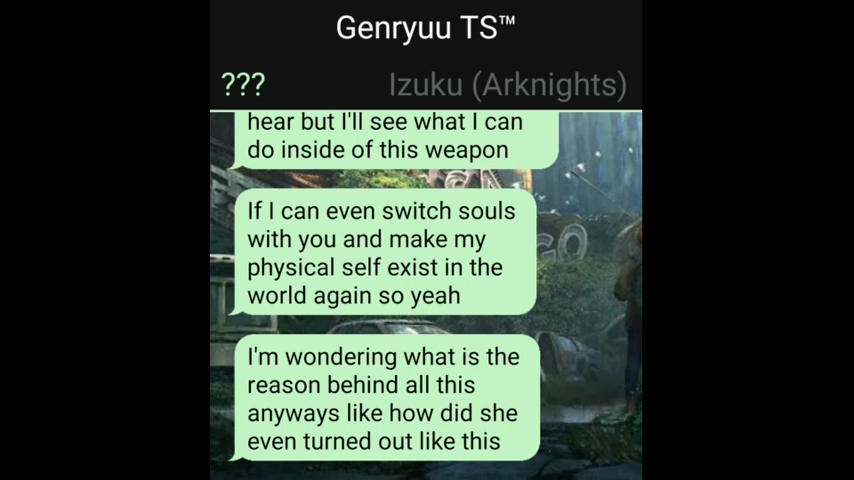 Genryuu TS™
???
Izuku (Arknights)
hear but I'll see what I can
do inside of this weapon
If I can even switch souls
with you and make my
physical self exist in the
world again so yeah
GO
I'm wondering what is the
reason behind all this
anyways like how did she
even turned out like this